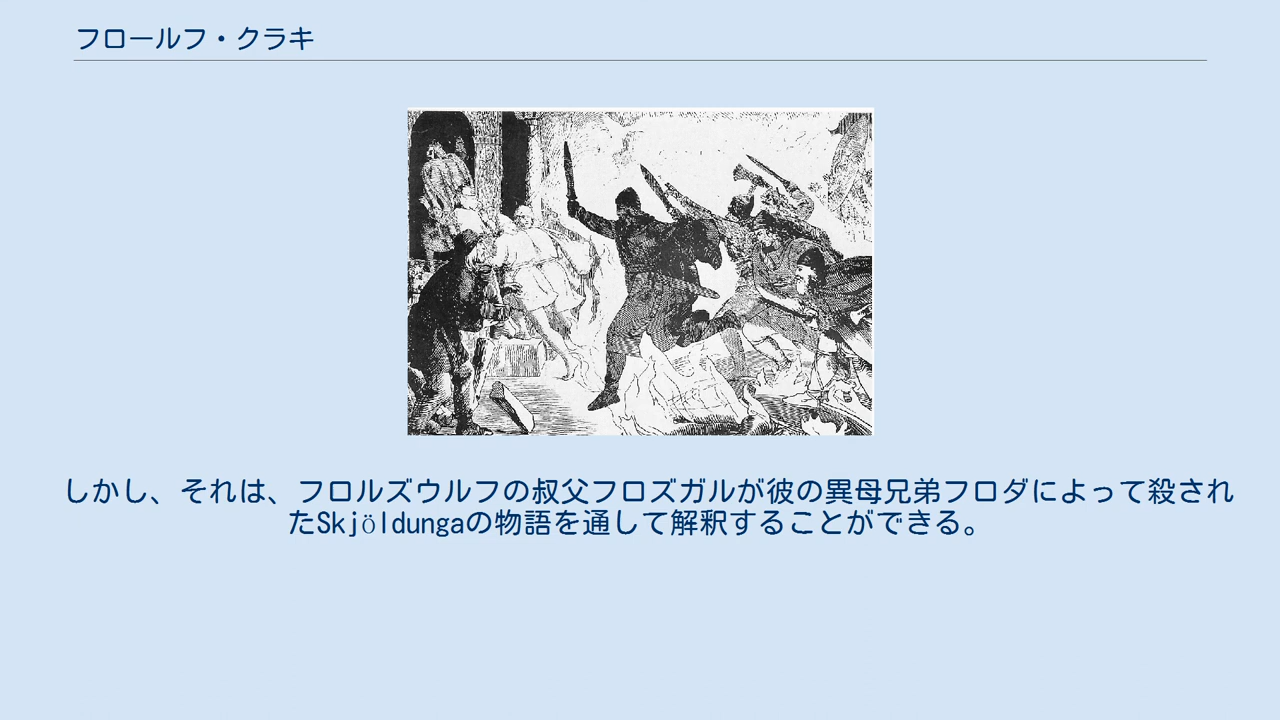 フロールフ・クラキ
しかし、それは、フロルズウルフの叔父フロズガルが彼の異母兄弟フロダによって殺され
たSkjöldungaの物語を通して解釈することができる。